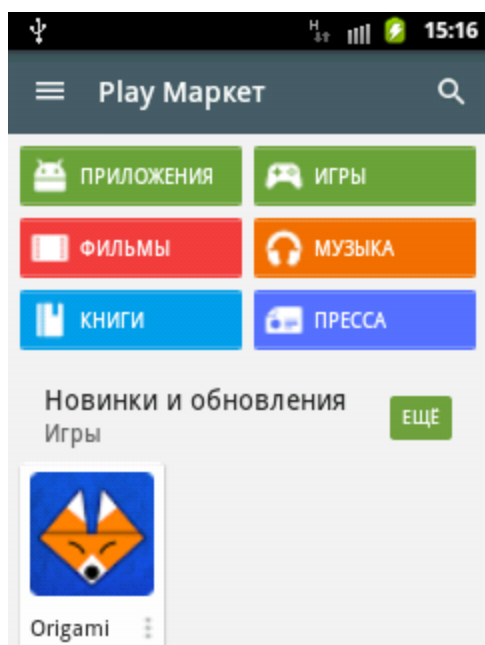 H 15:16
Play Маркет
ПРИЛОЖЕНИЯ ИГРЫ
ФИЛЬМЫ МУЗЫКА
КНИГИ ПРЕССА
Новинки и обновления
Игры
ЕЩЁ
Origami